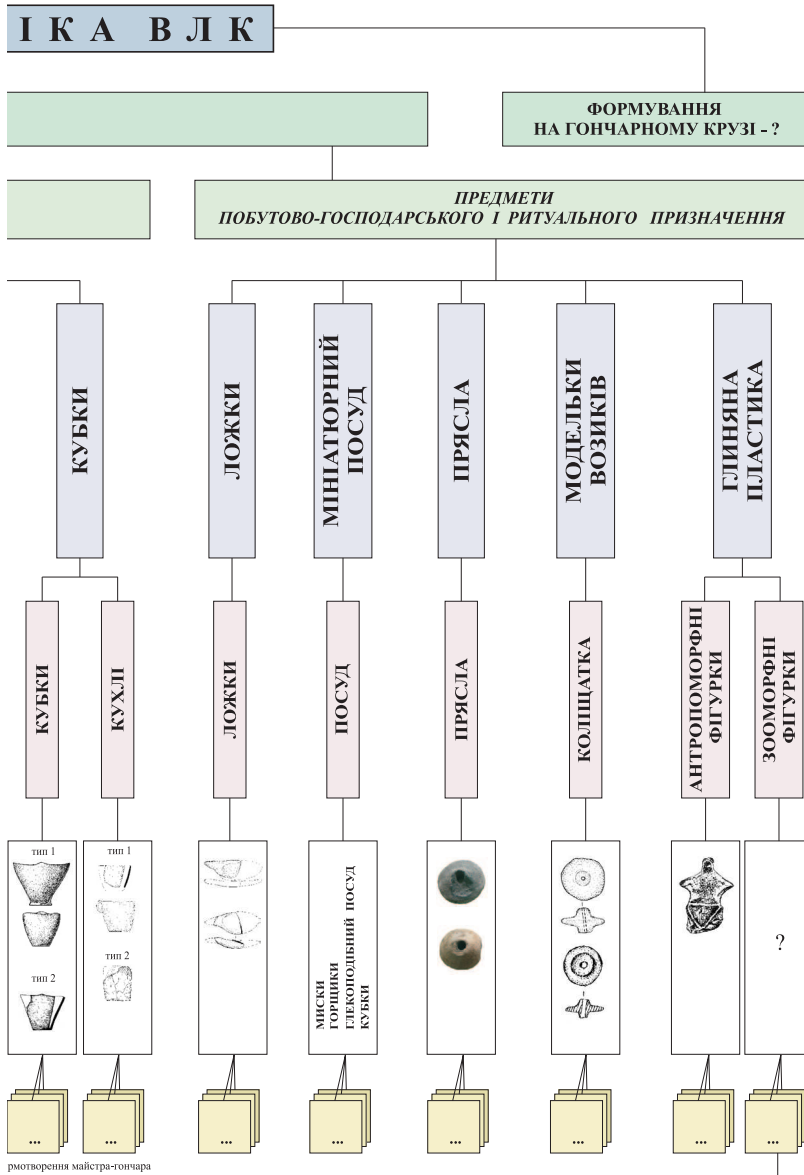 ІКА ВЛК
ФОРМУВАННЯ
НА ГОНЧАРНОМУ КРУЗІ - ?
ПРЕДМЕТИ
ПОБУТОВО-ГОСПОДАРСЬКОГО І РИТУАЛЬНОГО ПРИЗНАЧЕННЯ
КУБКИ
ЛОЖКИ
МІНІАТЮРНИЙ
ПОСУД
ПРЯСЛА
МОДЕЛЬКИ
ВОЗИКІВ
ГЛИНЯНА
ПЛАСТИКА
КУБКИ
КУХЛІ
ЛОЖКИ
ПОСУД
ПРЯСЛА
КОЛІЩАТКА
АНТРОПОМОРФНІ
ФІГУРКИ
ЗООМОРФНІ
ФІГУРКИ
тип 1
тип 2
тип 1
тип 2
МИСКИ
ГОРЩИКИ
ГЛЕКОПОДІБНИЙ ПОСУД
КУБКИ
?
...
...
...
...
...
...
...
...
рмотворення майстра-гончара